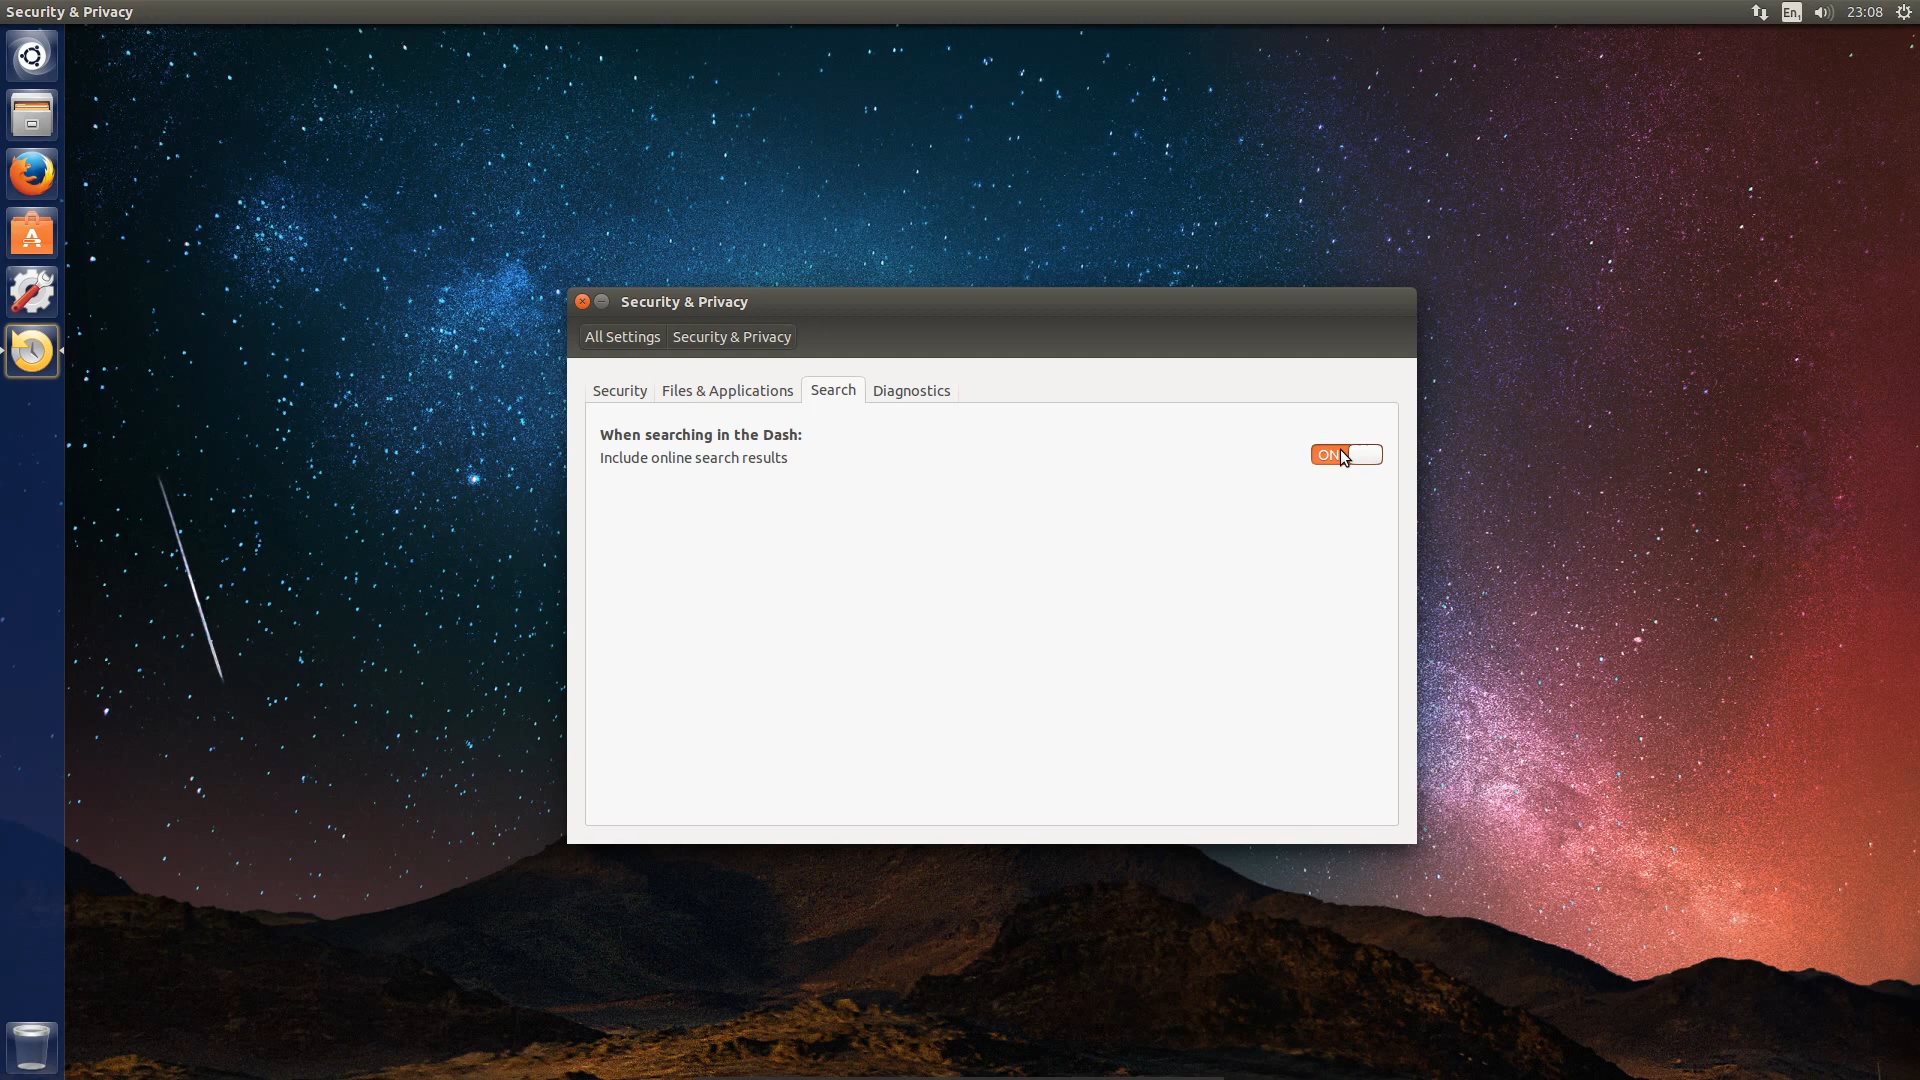 Security & Privacy
En1
23:08
Security & Privacy
All Settings Security & Privacy
Security Files & Applications Search Diagnostics
When searching in the Dash:
Include online search results
ON